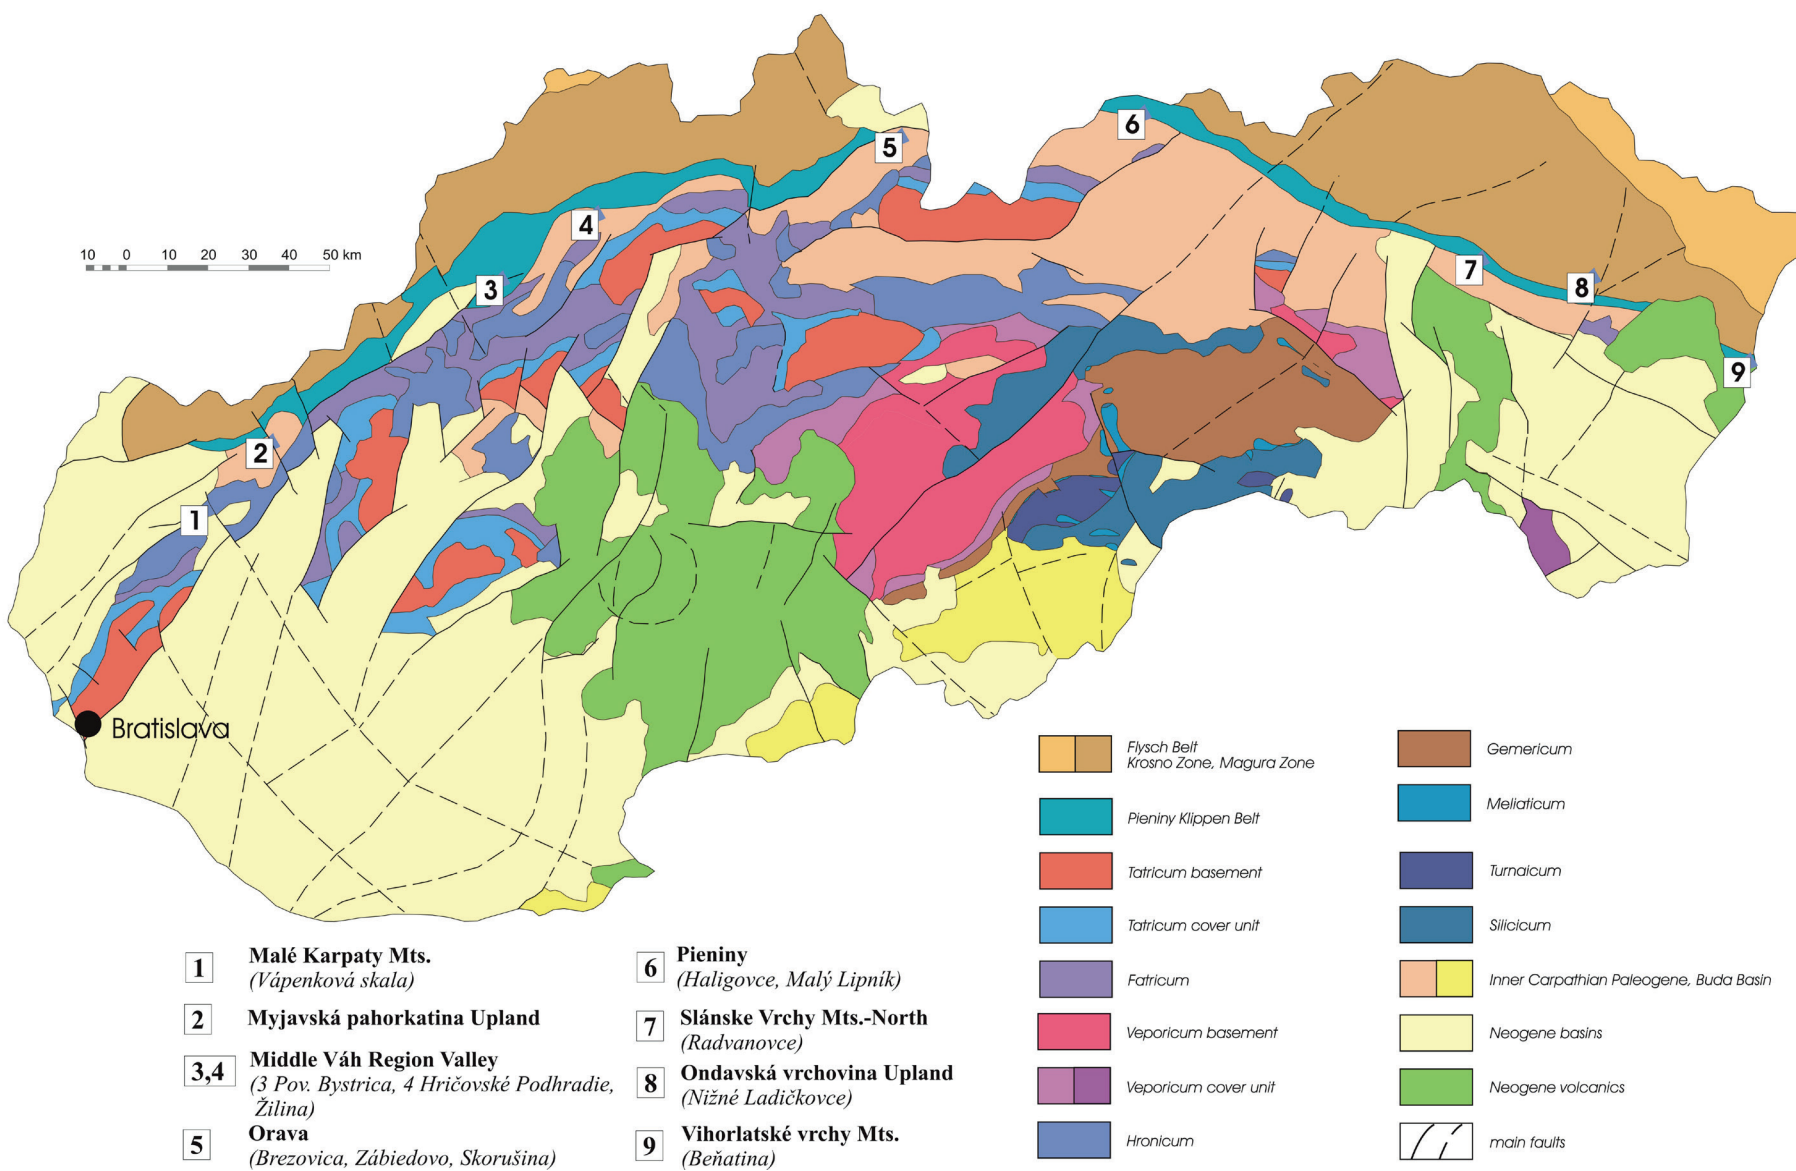 6
5
4
10 0 10 20 30 40 50 km
3
7
8
9
2
1
Bratislava
1 Malé Karpaty Mts.
(Vápenková skala)
2 Myjavská pahorkatina Upland
3,4 Middle Váh Region Valley
(3 Pov. Bystrica, 4 Hričovské Podhradie,
Žilina)
5 Orava
(Brezovica, Zábiedovo, Skorušina)
6 Pieniny
(Haligovce, Malý Lipník)
7 Slánske Vrchy Mts.-North
(Radvanovce)
8 Ondavská vrchovina Upland
(Nižné Ladičkovce)
9 Vihorlatské vrchy Mts.
(Beňatina)
Flysch Belt
Krosno Zone, Magura Zone
Pieniny Klippen Belt
Tatricum basement
Tatricum cover unit
Fatricum
Veporicum basement
Veporicum cover unit
Hronicum
Gemericum
Meliaticum
Turnaicum
Silicicum
Inner Carpathian Paleogene, Buda Basin
Neogene basins
Neogene volcanics
main faults